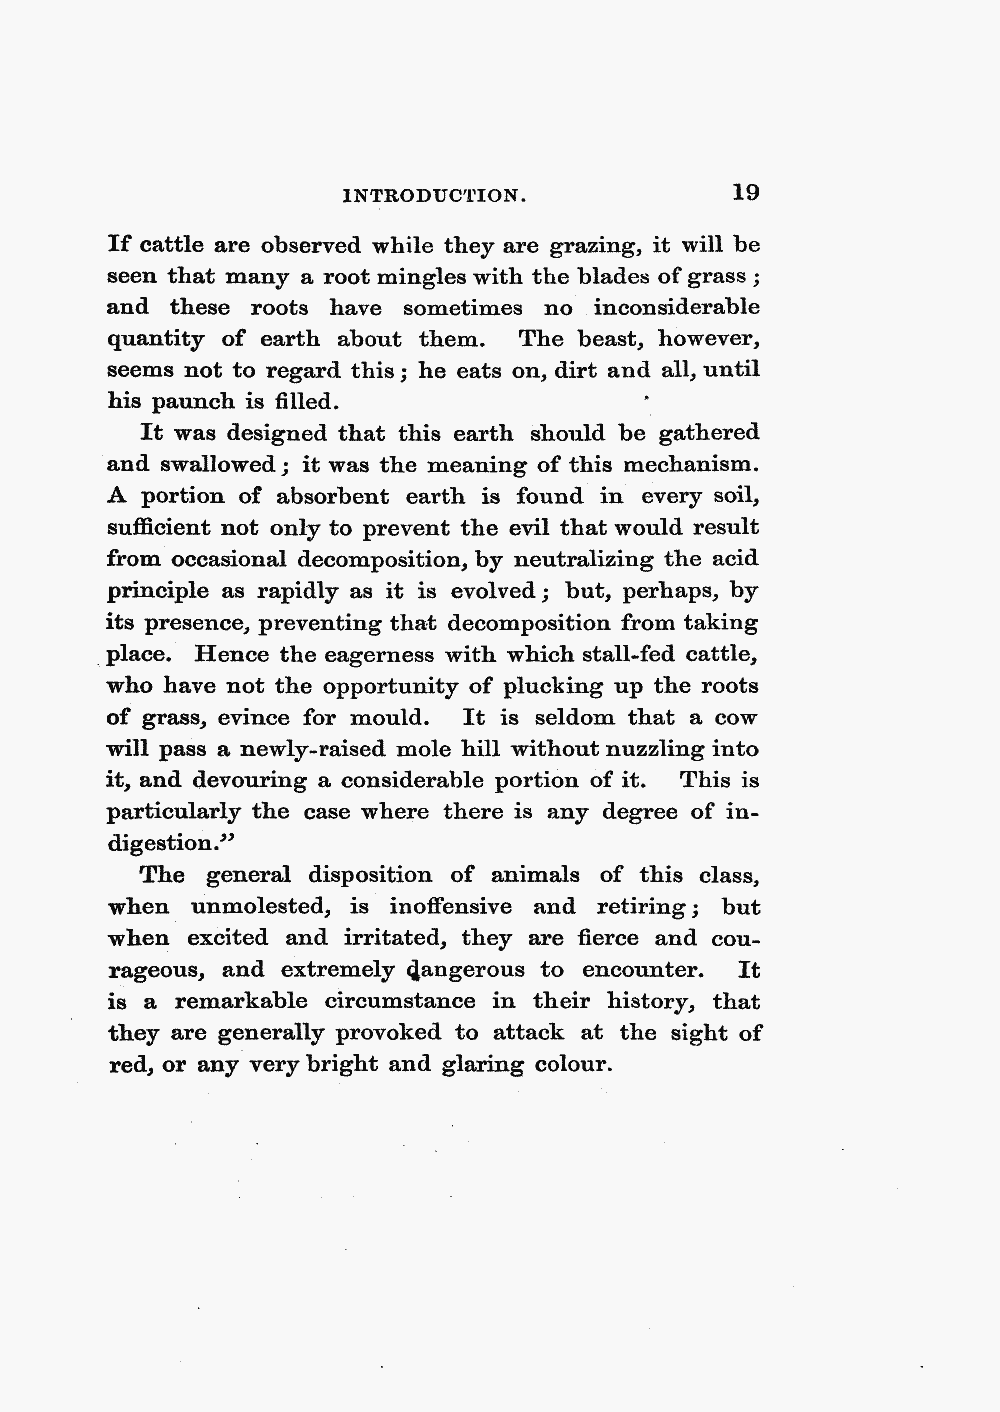 INTRODUCTION. 19
If cattle are observed while they are grazing, it will be
seen that many a root mingles with the blades of grass ;
and these roots have sometimes no inconsiderable
quantity of earth about them. The beast, however,
seems not to regard this ; he eats on, dirt and all, until
his paunch is filled.
It was designed that this earth should be gathered
and swallowed ; it was the meaning of this mechanism.
A portion of absorbent earth is found in every soil,
sufficient not only to prevent the evil that would result
from occasional decomposition, by neutralizing the acid
principle as rapidly as it is evolved ; but, perhaps, by
its presence, preventing that decomposition from taking
place. Hence the eagerness with which stall-fed cattle,
who have not the opportunity of plucking up the roots
of grass, evince for mould. It is seldom that a cow
will pass a newly-raised mole hill without nuzzling into
it, and devouring a considerable portion of it. This is
particularly the case where there is any degree of in-
digestion.”
The general disposition of animals of this class,
when unmolested, is inoffensive and retiring ; but
when excited and irritated, they are fierce and cou-
rageous, and extremely dangerous to encounter. It
is a remarkable circumstance in their history, that
they are generally provoked to attack at the sight of
red, or any very bright and glaring colour.